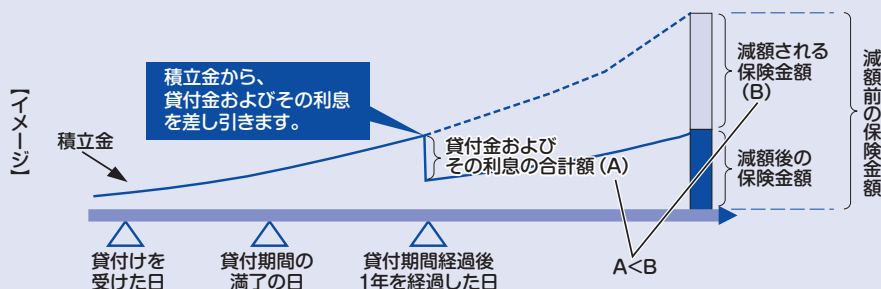 【イメージ】
積立金
積立金から、
貸付金およびその利息
を差し引きます。
貸付金および
その利息の合計額(A)
減額される
保険金額
(B)
減額後の
保険金額
減額前の保険金額
A<B
貸付けを
受けた日
貸付期間の
満了の日
貸付期間経過後
1年を経過した日